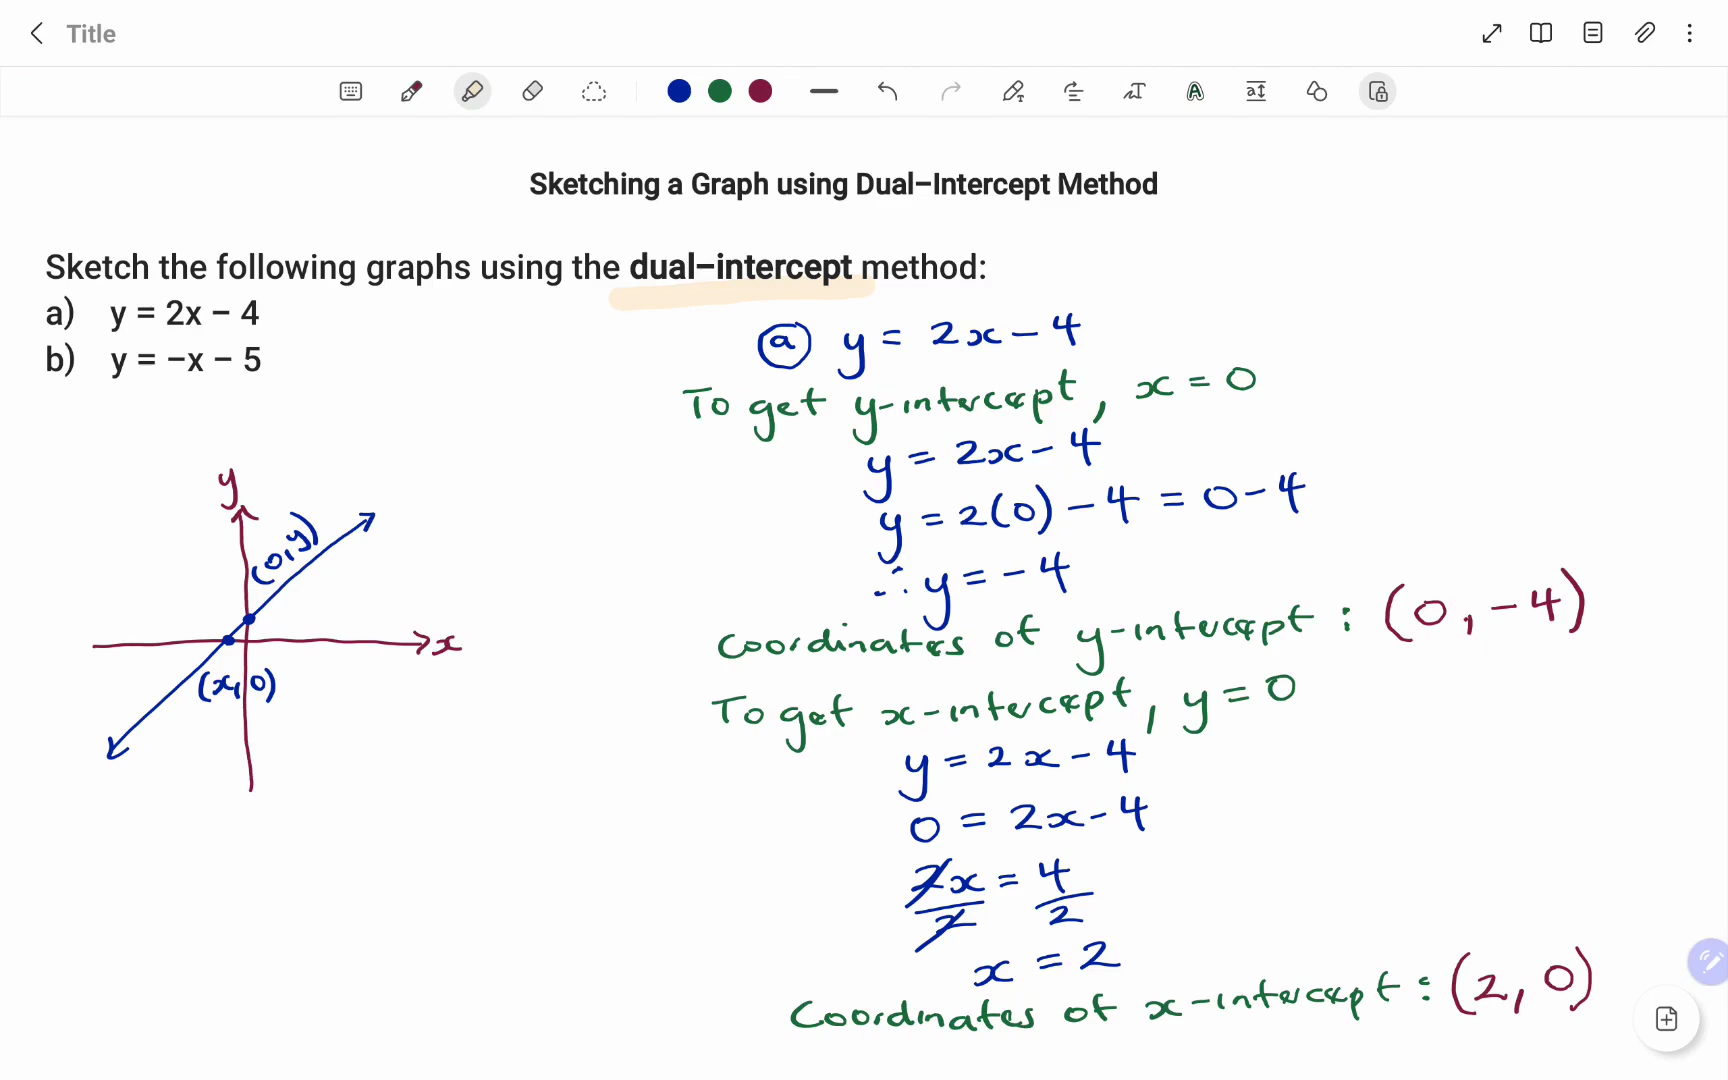 Title
Sketching a Graph using Dual–Intercept Method
Sketch the following graphs using the dual–intercept method:
a) y = 2x – 4
b) y = –x – 5
y
(0,y)
x
(x,0)
ⓐ y = 2x - 4
To get y-intercept, x = 0
y = 2x - 4
y = 2(0) - 4 = 0 - 4
∴ y = -4
Coordinates of y-intercept : (0, -4)
To get x-intercept, y = 0
y = 2x - 4
0 = 2x - 4
2x/2 = 4/2
x = 2
Coordinates of x-intercept : (2, 0)